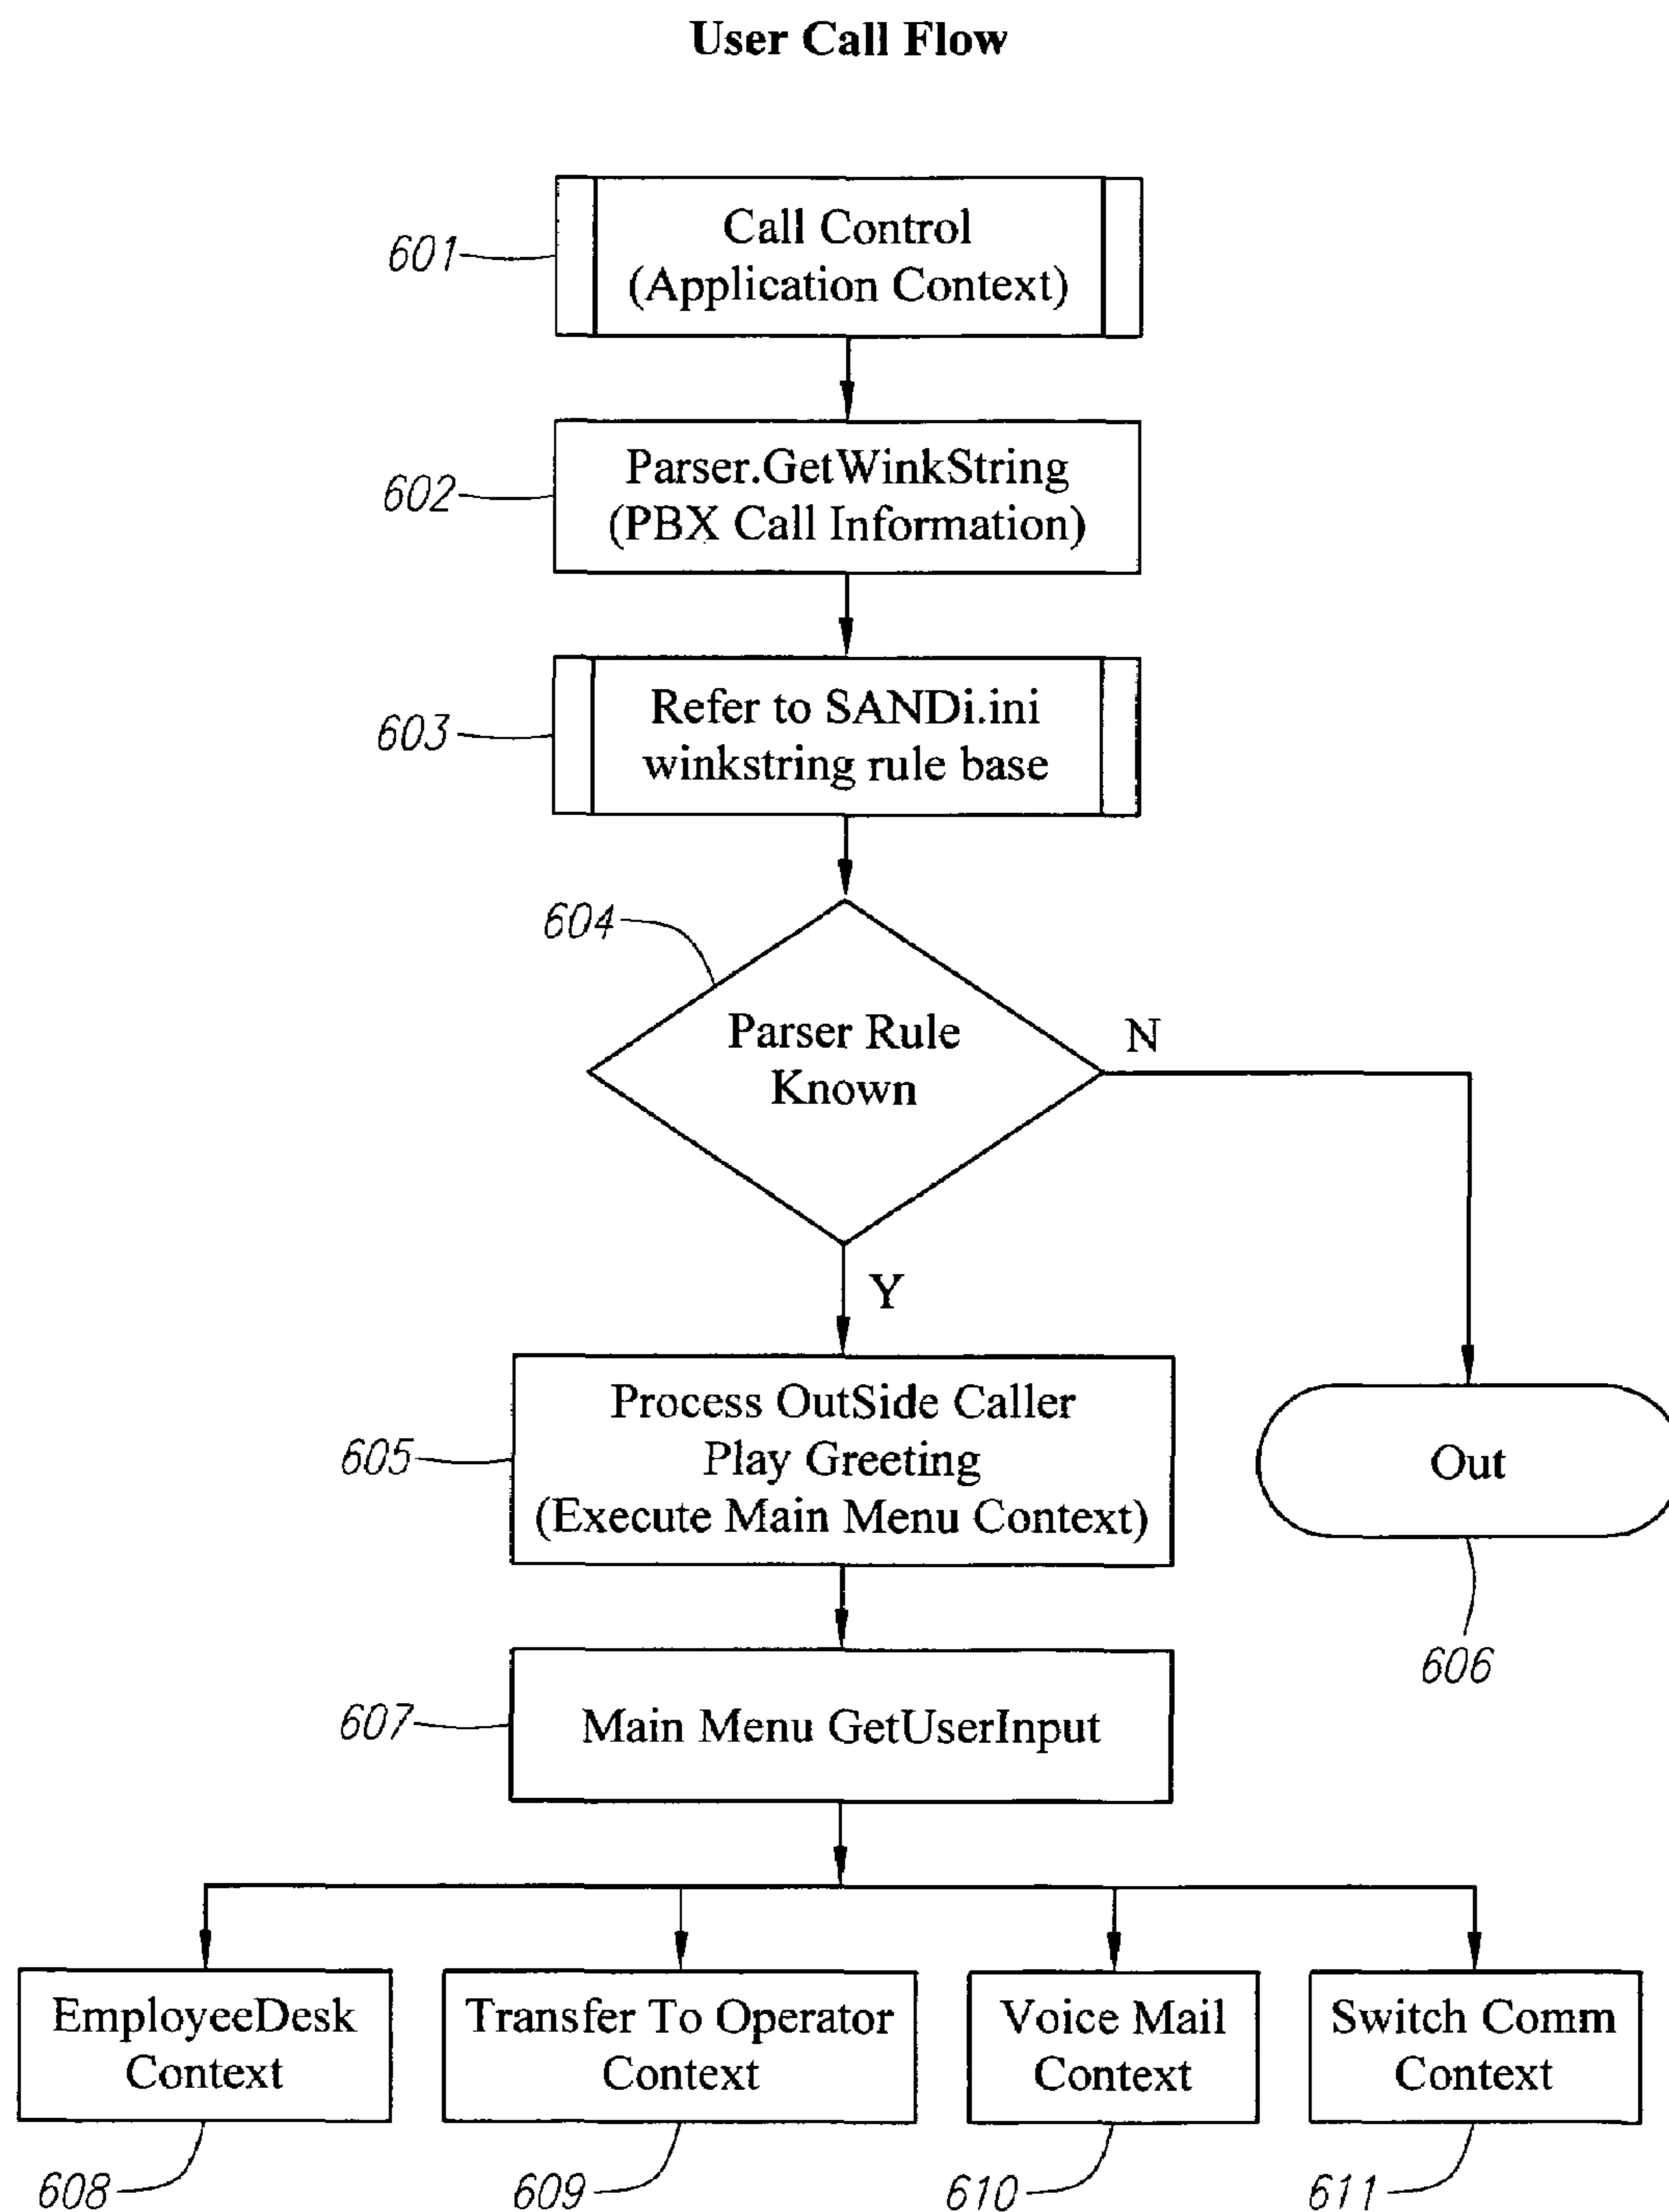 User Call Flow
Call Control
(Application Context)
601
Parser.GetWinkString
(PBX Call Information)
602
Refer to SANDi.ini
winkstring rule base
603
604
Parser Rule
Known
N
Y
Process OutSide Caller
Play Greeting
(Execute Main Menu Context)
605
Out
606
Main Menu GetUserInput
607
EmployeeDesk
Context
Transfer To Operator
Context
Voice Mail
Context
Switch Comm
Context
608
609
610
611